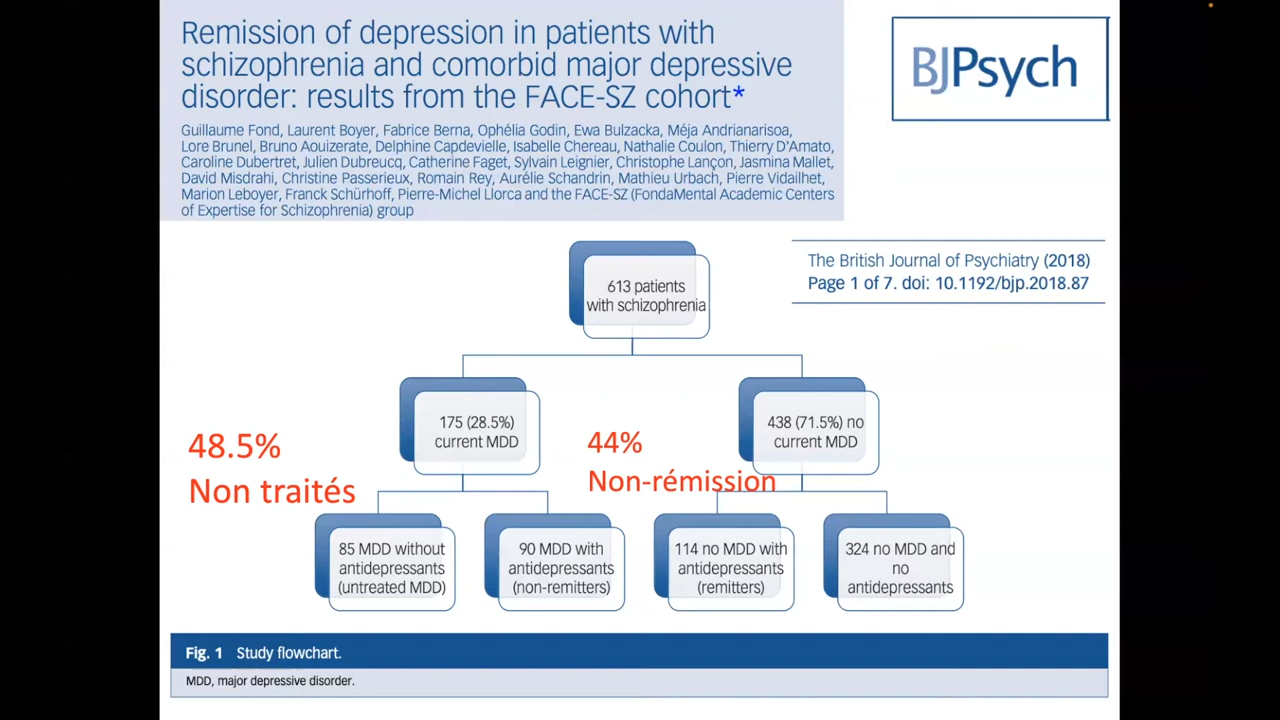 Remission of depression in patients with
schizophrenia and comorbid major depressive
disorder: results from the FACE-SZ cohort*
Guillaume Fond, Laurent Boyer, Fabrice Berna, Ophélia Godin, Ewa Bulzacka, Méja Andrianarisoa,
Lore Brunel, Bruno Aouizerate, Delphine Capdevielle, Isabelle Chereau, Nathalie Coulon, Thierry D'Amato,
Caroline Dubertret, Julien Dubreucq, Catherine Faget, Sylvain Leignier, Christophe Lançon, Jasmina Mallet,
David Misdrahi, Christine Passerieux, Romain Rey, Aurélie Schandrin, Mathieu Urbach, Pierre Vidailhet,
Marion Leboyer, Franck Schürhoff, Pierre-Michel Llorca and the FACE-SZ (FondaMental Academic Centers
of Expertise for Schizophrenia) group
BJPsych
The British Journal of Psychiatry (2018)
Page 1 of 7. doi: 10.1192/bjp.2018.87
613 patients
with schizophrenia
175 (28.5%)
current MDD
438 (71.5%) no
current MDD
48.5%
Non traités
44%
Non-rémission
85 MDD without
antidepressants
(untreated MDD)
90 MDD with
antidepressants
(non-remitters)
114 no MDD with
antidepressants
(remitters)
324 no MDD and
no
antidepressants
Fig. 1 Study flowchart.
MDD, major depressive disorder.